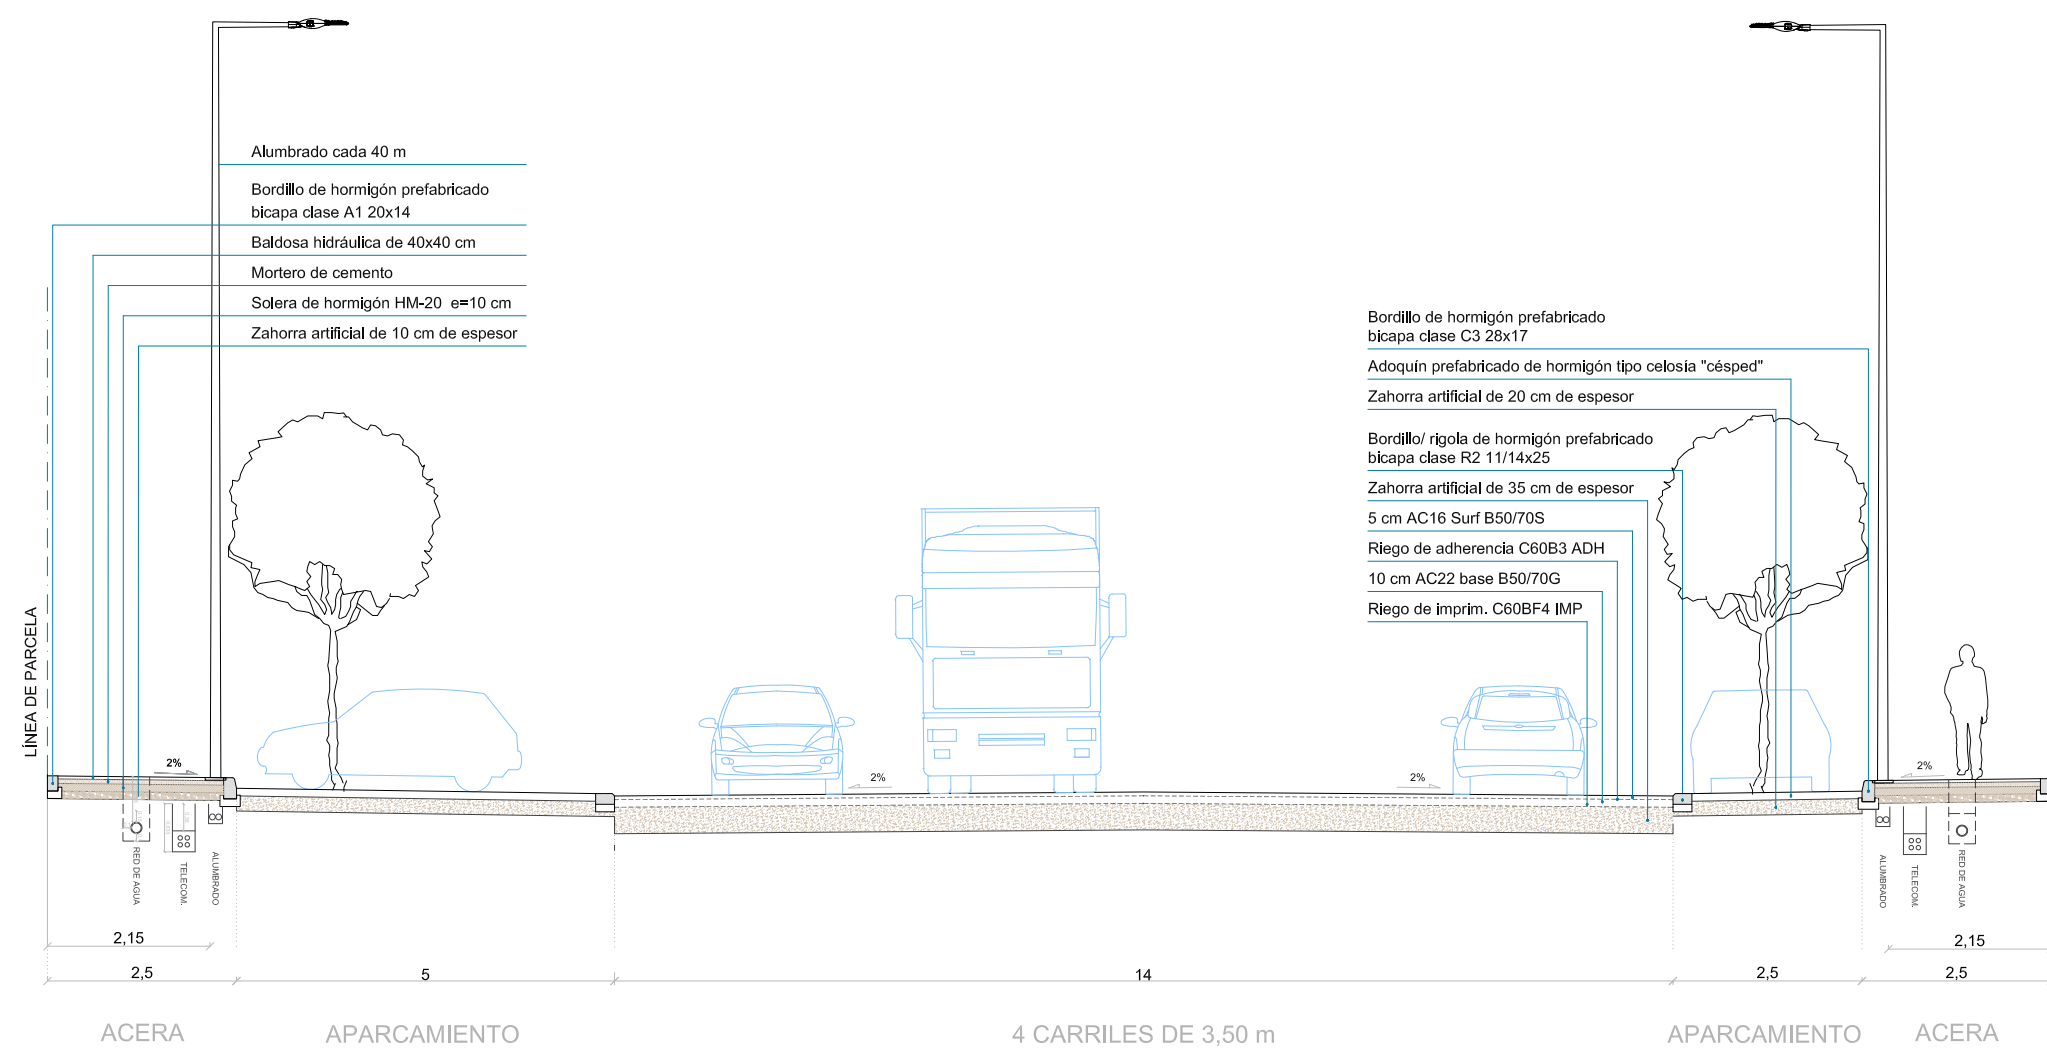 Alumbrado cada 40 m
Bordillo de hormigón prefabricado
bicapa clase A1 20x14
Baldosa hidráulica de 40x40 cm
Mortero de cemento
Solera de hormigón HM-20 e=10 cm
Zahorra artificial de 10 cm de espesor
Bordillo de hormigón prefabricado
bicapa clase C3 28x17
Adoquín prefabricado de hormigón tipo celosía "césped"
Zahorra artificial de 20 cm de espesor
Bordillo/ rigola de hormigón prefabricado
bicapa clase R2 11/14x25
Zahorra artificial de 35 cm de espesor
5 cm AC16 Surf B50/70S
Riego de adherencia C60B3 ADH
10 cm AC22 base B50/70G
Riego de imprim. C60BF4 IMP
LÍNEA DE PARCELA
2%
2%
2%
2%
RED DE AGUA
TELECOM.
ALUMBRADO
ALUMBRADO
TELECOM.
RED DE AGUA
2,15
2,15
2,5
5
14
2,5
2,5
ACERA
APARCAMIENTO
4 CARRILES DE 3,50 m
APARCAMIENTO
ACERA